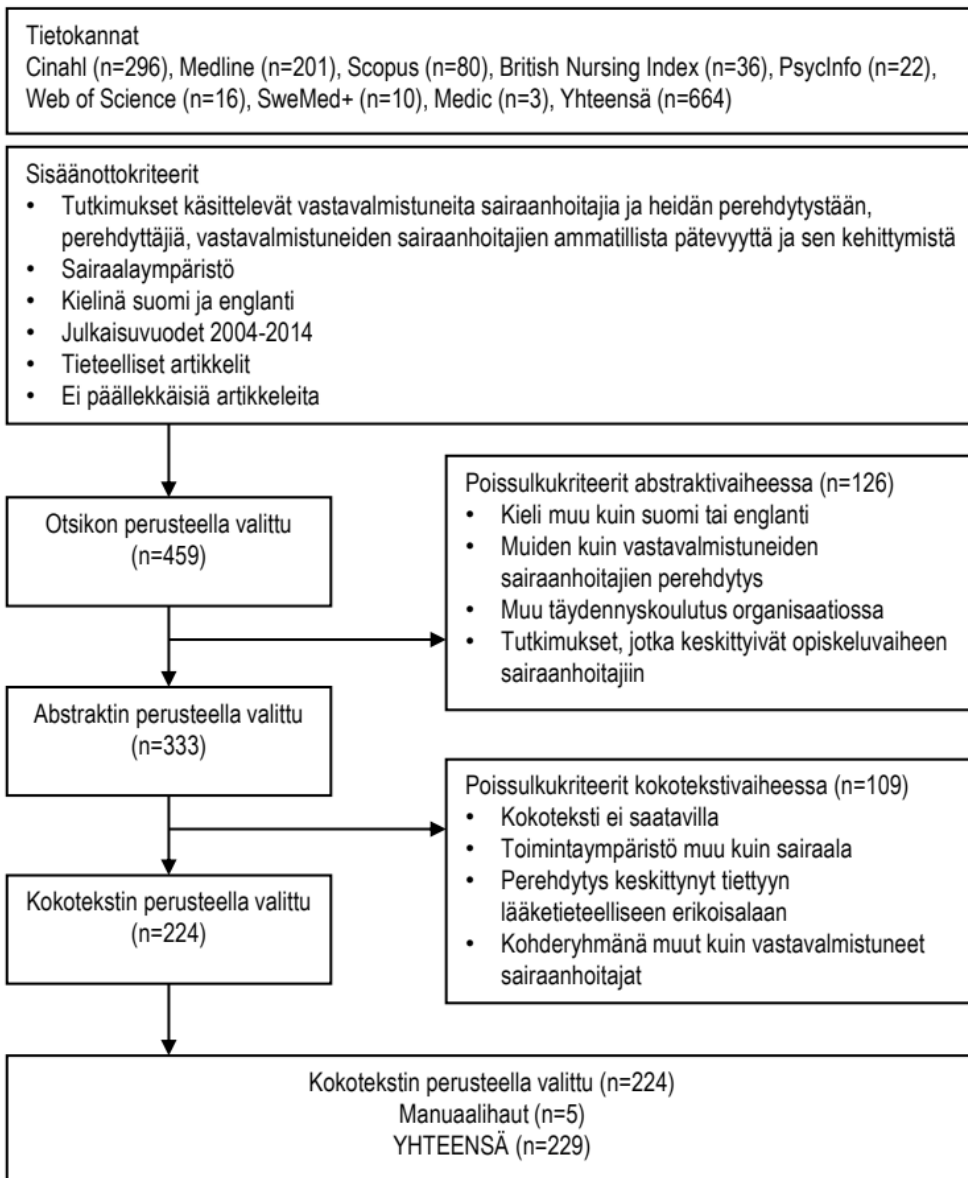 Tietokannat
Cinahl (n=296), Medline (n=201), Scopus (n=80), British Nursing Index (n=36), PsycInfo (n=22),
Web of Science (n=16), SweMed+ (n=10), Medic (n=3), Yhteensä (n=664)
Sisäänottokriteerit
• Tutkimukset käsittelevät vastavalmistuneita sairaanhoitajia ja heidän perehdytystään,
perehdyttäjiä, vastavalmistuneiden sairaanhoitajien ammatillista pätevyyttä ja sen kehittymistä
• Sairaalaympäristö
• Kielinä suomi ja englanti
• Julkaisuvuodet 2004-2014
• Tieteelliset artikkelit
• Ei päällekkäisiä artikkeleita
Otsikon perusteella valittu
(n=459)
Poissulkukriteerit abstraktivaiheessa (n=126)
• Kieli muu kuin suomi tai englanti
• Muiden kuin vastavalmistuneiden
sairaanhoitajien perehdytys
• Muu täydennyskoulutus organisaatiossa
• Tutkimukset, jotka keskittyivät opiskeluvaiheen
sairaanhoitajiin
Abstraktin perusteella valittu
(n=333)
Poissulkukriteerit kokotekstivaiheessa (n=109)
• Kokoteksti ei saatavilla
• Toimintaympäristö muu kuin sairaala
• Perehdytys keskittynyt tiettyyn
lääketieteelliseen erikoisalaan
• Kohderyhmänä muut kuin vastavalmistuneet
sairaanhoitajat
Kokotekstin perusteella valittu
(n=224)
Kokotekstin perusteella valittu (n=224)
Manuaalihaut (n=5)
YHTEENSÄ (n=229)